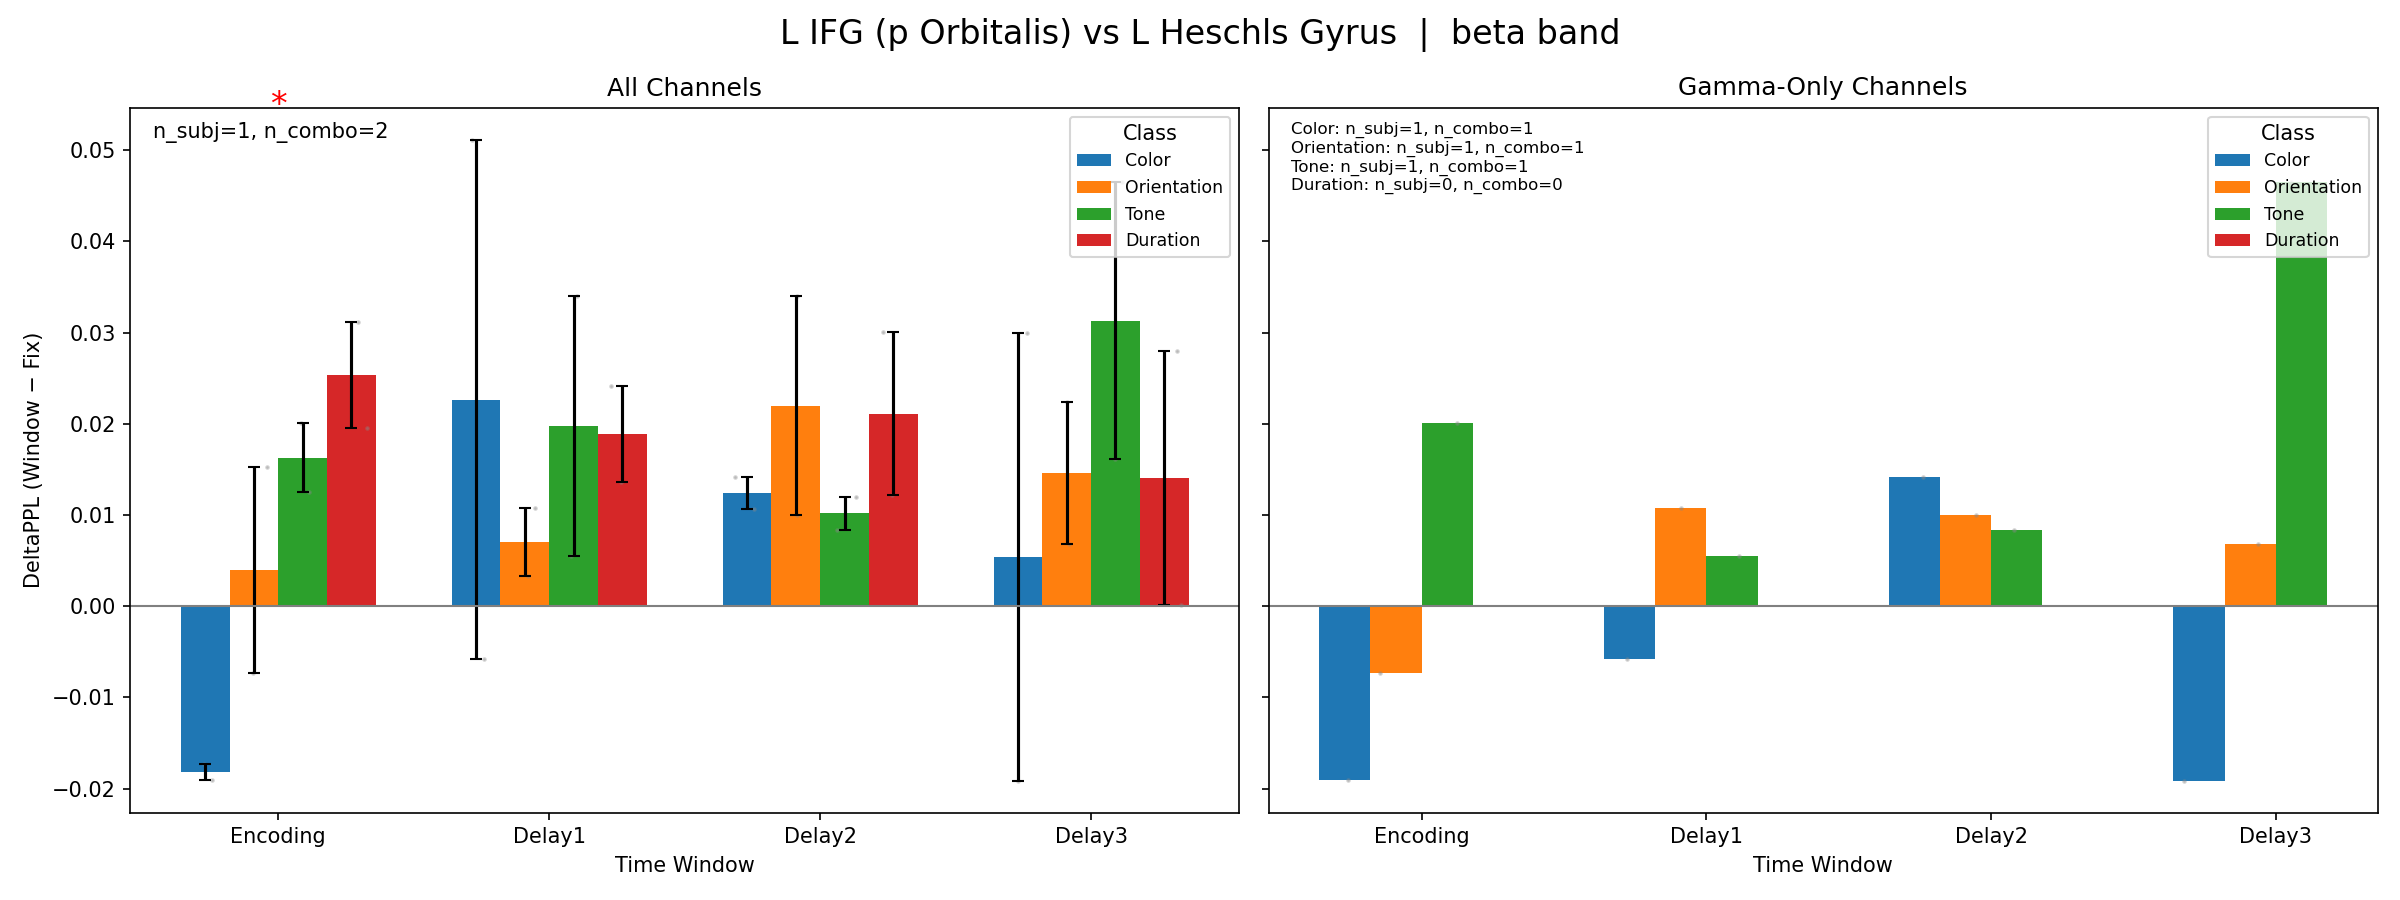 L IFG (p Orbitalis) vs L Heschls Gyrus | beta band
All Channels
*
n_subj=1, n_combo=2
Class
Color
Orientation
Tone
Duration
DeltaPPL (Window − Fix)
0.05
0.04
0.03
0.02
0.01
0.00
−0.01
−0.02
Encoding
Delay1
Delay2
Delay3
Time Window
Gamma-Only Channels
Color: n_subj=1, n_combo=1
Orientation: n_subj=1, n_combo=1
Tone: n_subj=1, n_combo=1
Duration: n_subj=0, n_combo=0
Class
Color
Orientation
Tone
Duration
Encoding
Delay1
Delay2
Delay3
Time Window